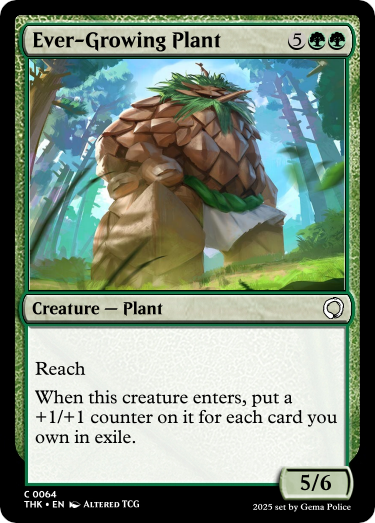 Ever-Growing Plant 5
Creature — Plant
Reach
When this creature enters, put a
+1/+1 counter on it for each card you
own in exile.
5/6
C 0064
THK • EN ALTERED TCG
2025 set by Gema Police